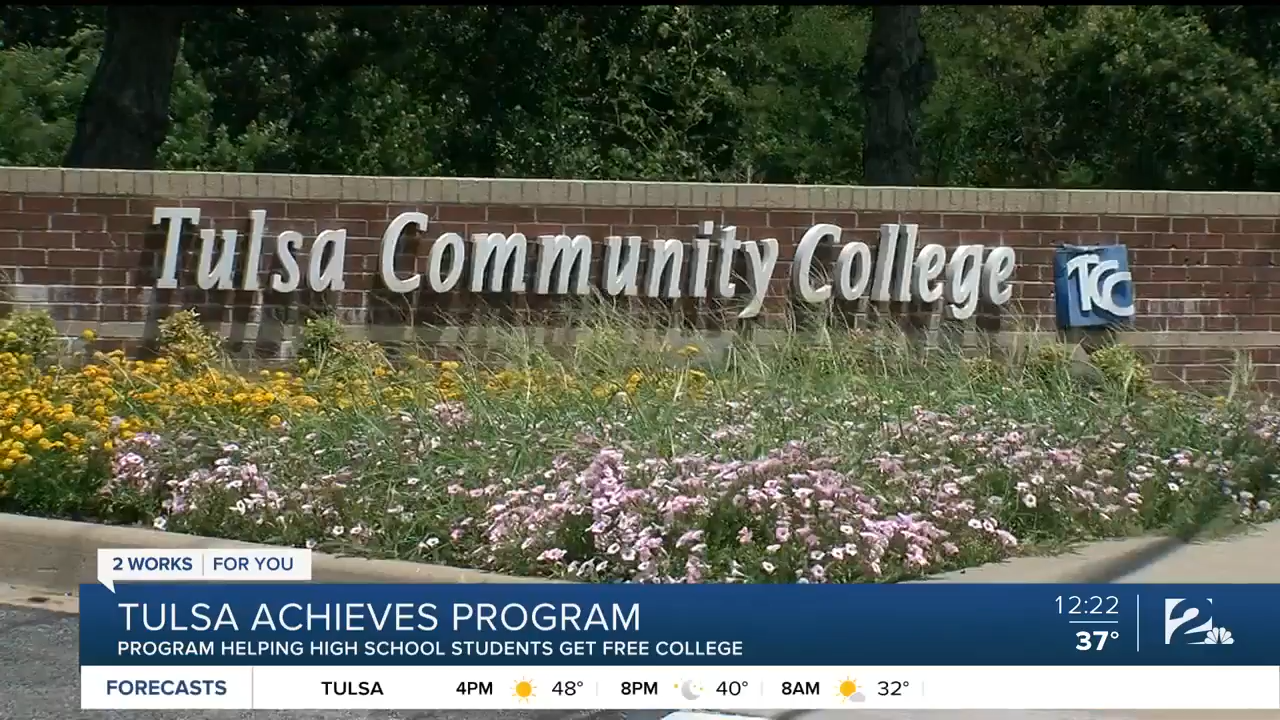 Tulsa Community College TCC
2 WORKS FOR YOU
TULSA ACHIEVES PROGRAM
PROGRAM HELPING HIGH SCHOOL STUDENTS GET FREE COLLEGE
12:22
37°
2
FORECASTS TULSA 4PM 48° 8PM 40° 8AM 32°